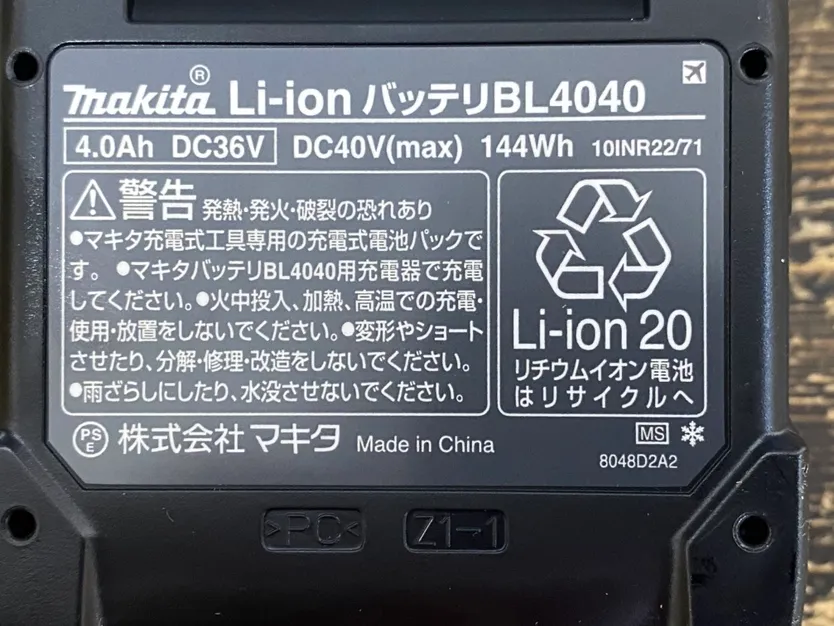 makita® Li-ion バッテリBL4040
4.0Ah DC36V DC40V(max) 144Wh 10INR22/71
警告 発熱・発火・破裂の恐れあり
●マキタ充電式工具専用の充電式電池パックで
す。●マキタバッテリBL4040用充電器で充電
してください。●火中投入、加熱、高温での充電・
使用・放置をしないでください。●変形やショート
させたり、分解・修理・改造をしないでください。
●雨ざらしにしたり、水没させないでください。
Li-ion 20
リチウムイオン電池
はリサイクルへ
PSE 株式会社 マキタ Made in China
MS
8048D2A2
>PC<
Z1-1